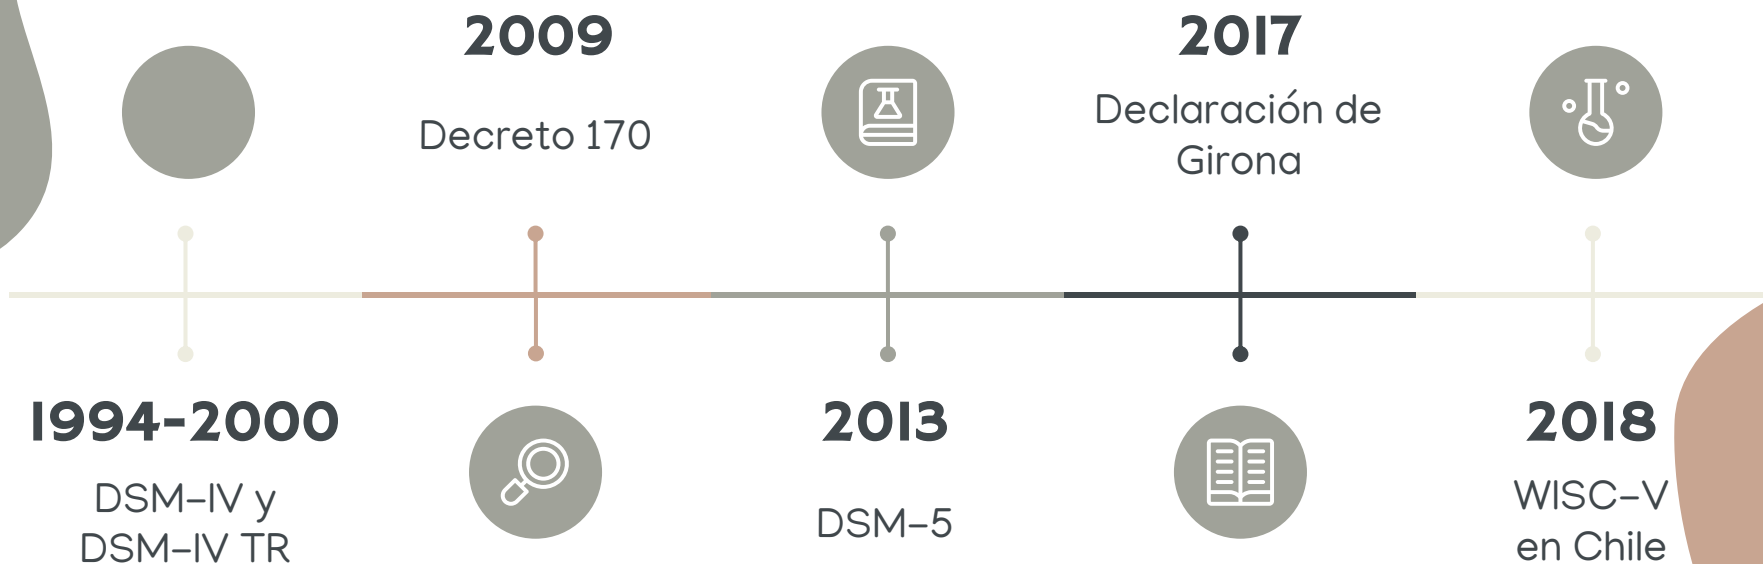 1994-2000
DSM-IV y
DSM-IV TR
2009
Decreto 170
2013
DSM-5
2017
Declaración de
Girona
2018
WISC-V
en Chile